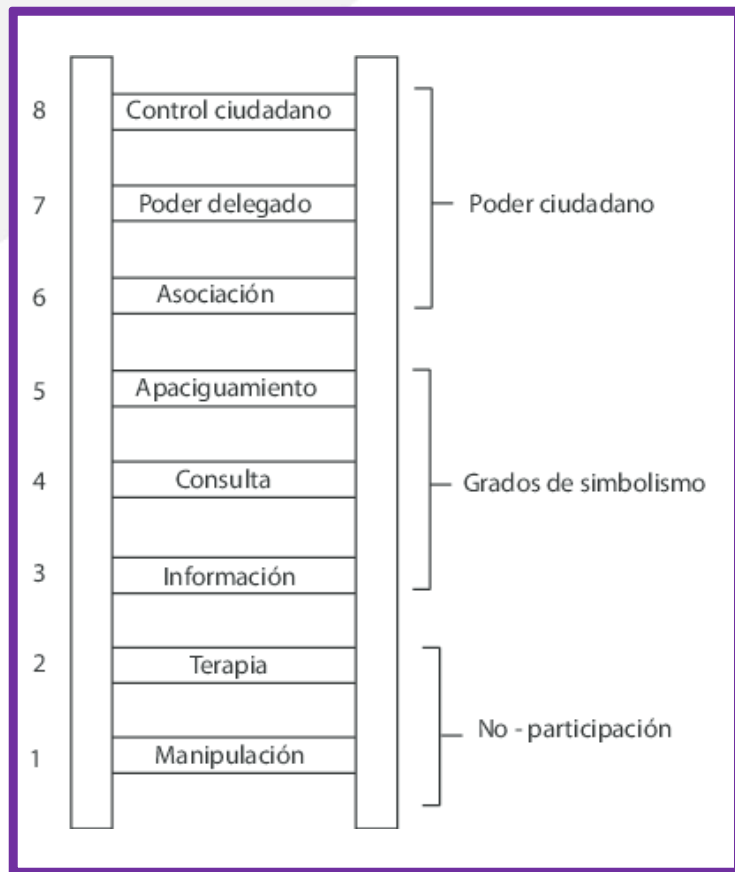 8 Control ciudadano
7 Poder delegado
Poder ciudadano
6 Asociación
5 Apaciguamiento
4 Consulta
Grados de simbolismo
3 Información
2 Terapia
No - participación
1 Manipulación